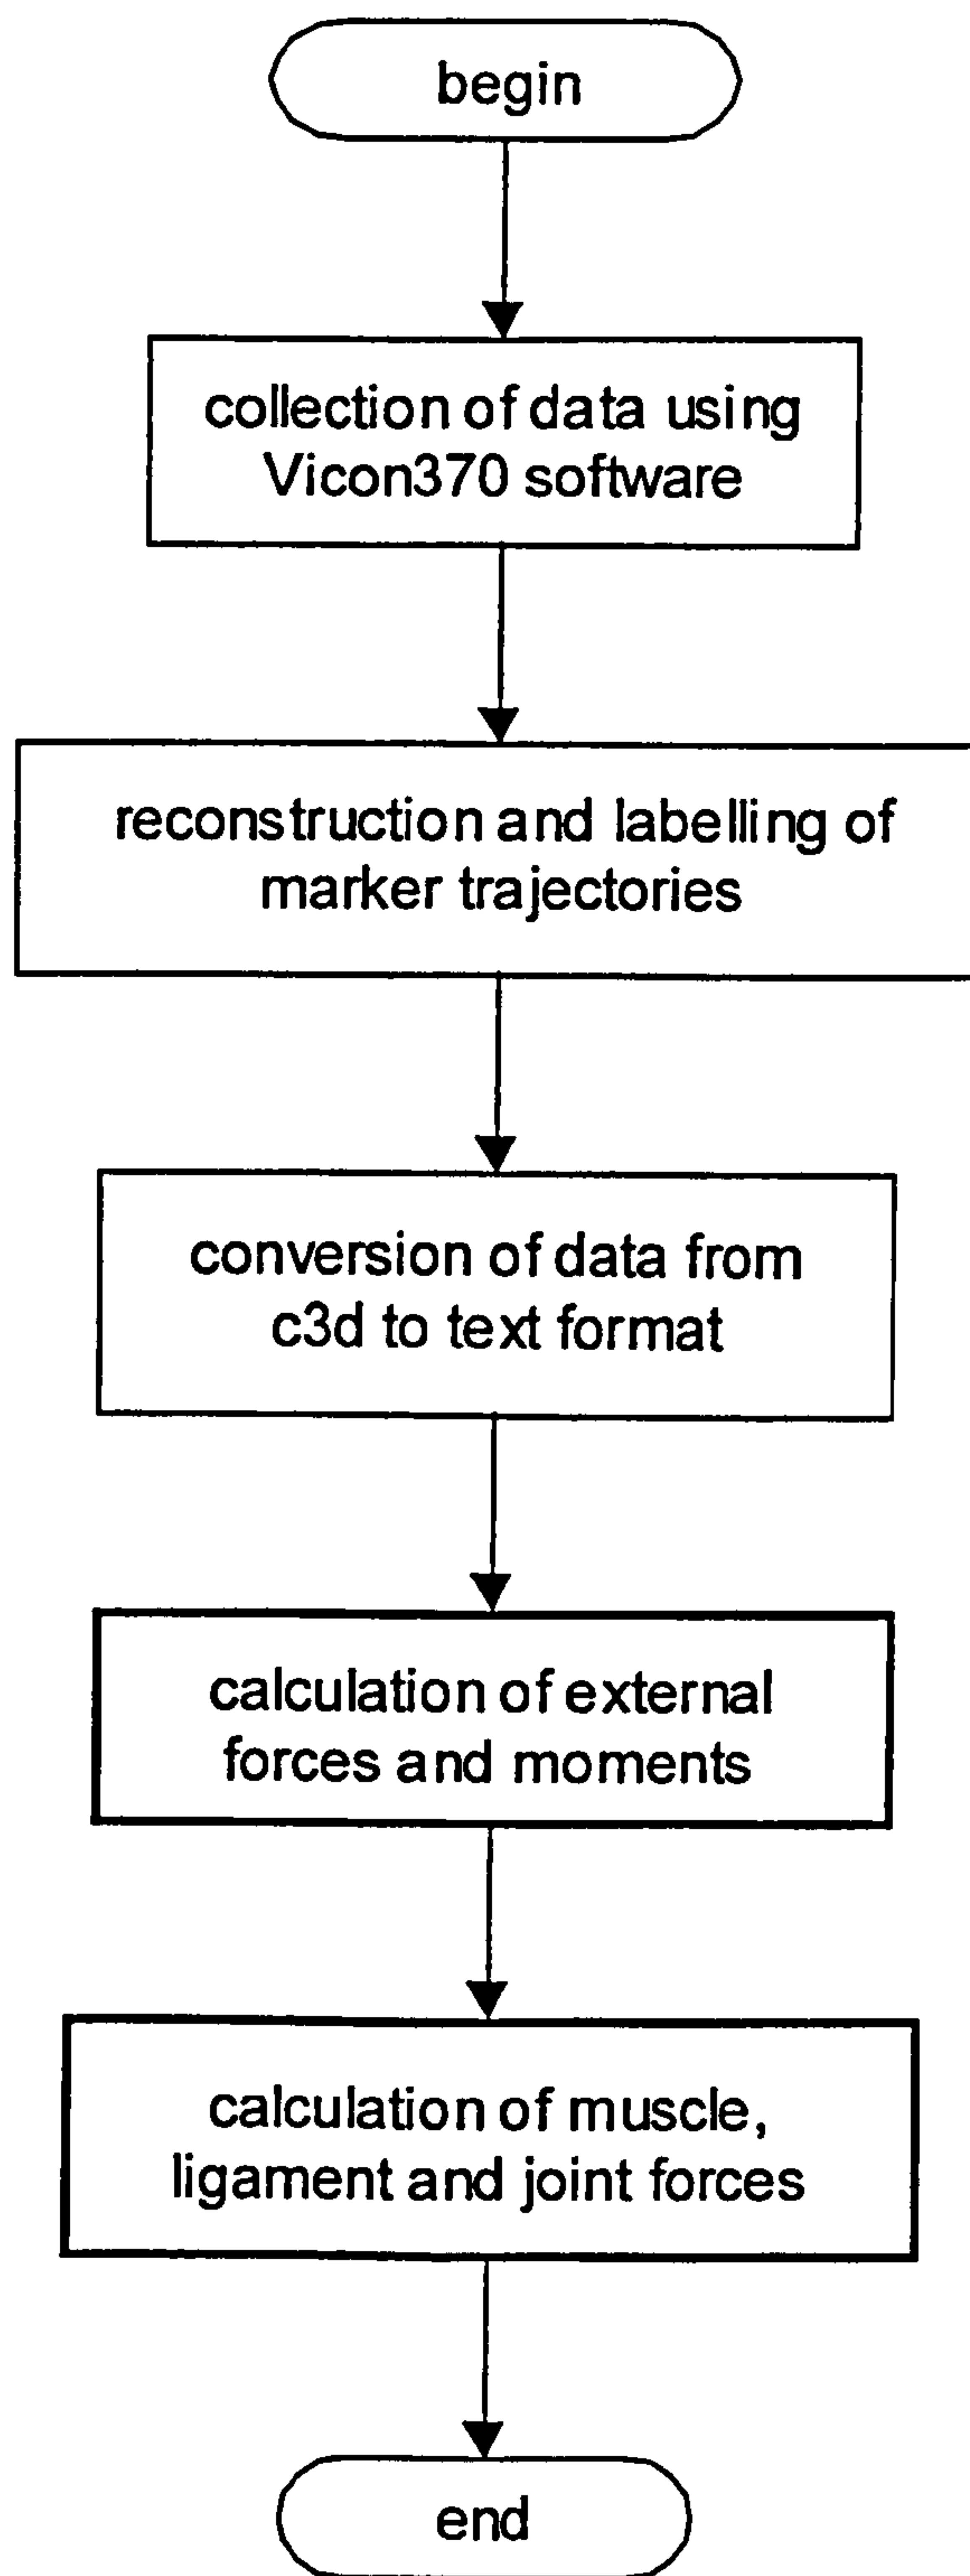 begin
collection of data using
Vicon370 software
reconstruction and labelling of
marker trajectories
conversion of data from
c3d to text format
calculation of external
forces and moments
calculation of muscle,
ligament and joint forces
end